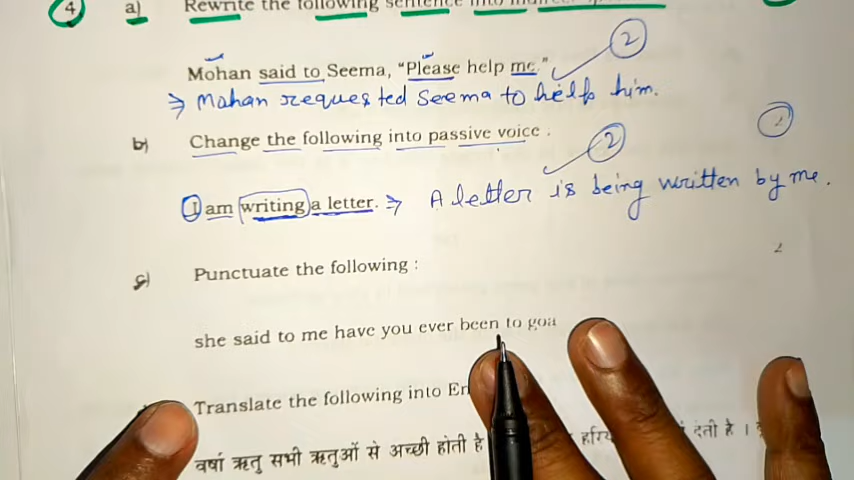 4 a) Rewrite the following sentence into indirect
Mohan said to Seema, "Please help me." 2
⇒ Mohan requested Seema to help him.
b) Change the following into passive voice . 2
I am writing a letter. ⇒ A letter is being written by me. 2
c) Punctuate the following : 2
she said to me have you ever been to goa
Translate the following into En
वर्षा ऋतु सभी ऋतुओं से अच्छी होती है देती है ।